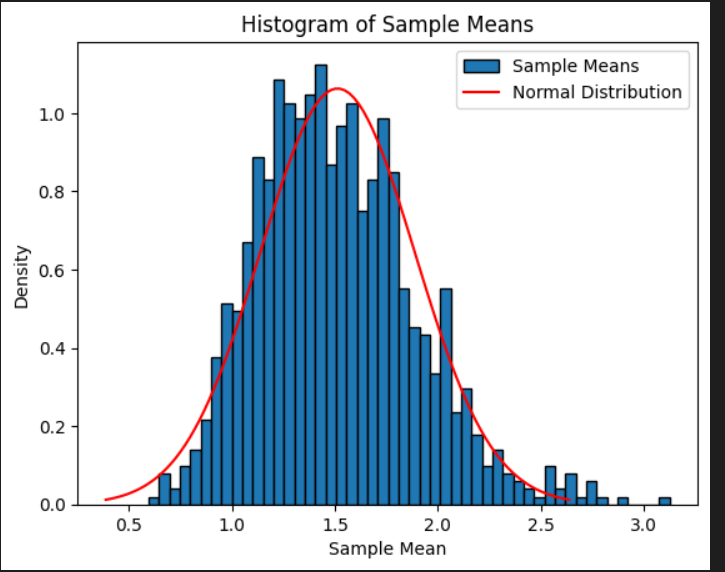 Histogram of Sample Means
Sample Means
Normal Distribution
Density
1.0
0.8
0.6
0.4
0.2
0.0
0.5
1.0
1.5
2.0
2.5
3.0
Sample Mean